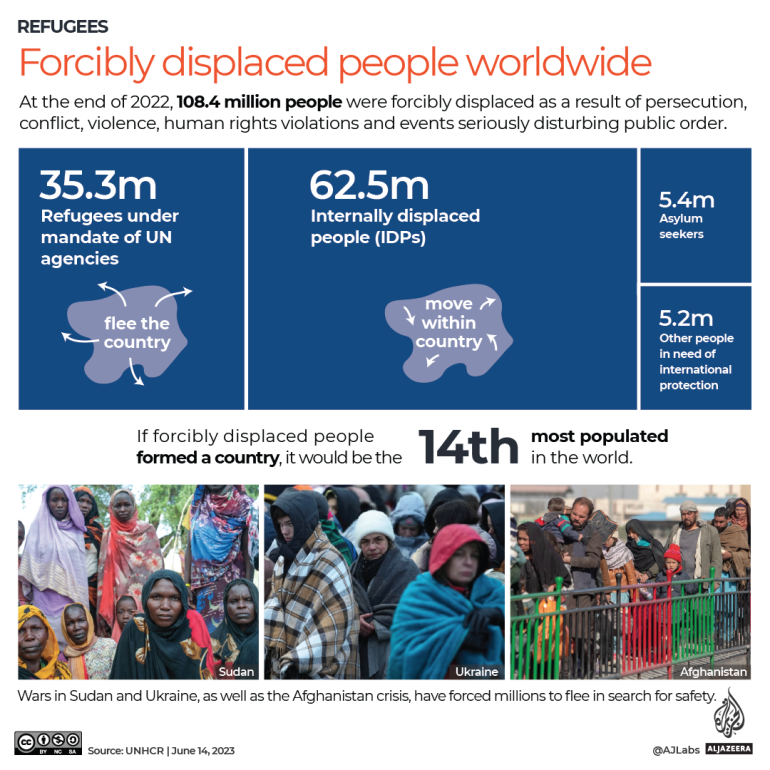 REFUGEES
Forcibly displaced people worldwide
At the end of 2022, 108.4 million people were forcibly displaced as a result of persecution,
conflict, violence, human rights violations and events seriously disturbing public order.
35.3m
Refugees under
mandate of UN
agencies
flee the
country
62.5m
Internally displaced
people (IDPs)
move
within
country
5.4m
Asylum
seekers
5.2m
Other people
in need of
international
protection
If forcibly displaced people
formed a country, it would be the
14th
most populated
in the world.
Sudan
Ukraine
Afghanistan
Wars in Sudan and Ukraine, as well as the Afghanistan crisis, have forced millions to flee in search for safety.
cc
BY NC SA
Source: UNHCR | June 14, 2023
@AJLabs
ALJAZEERA